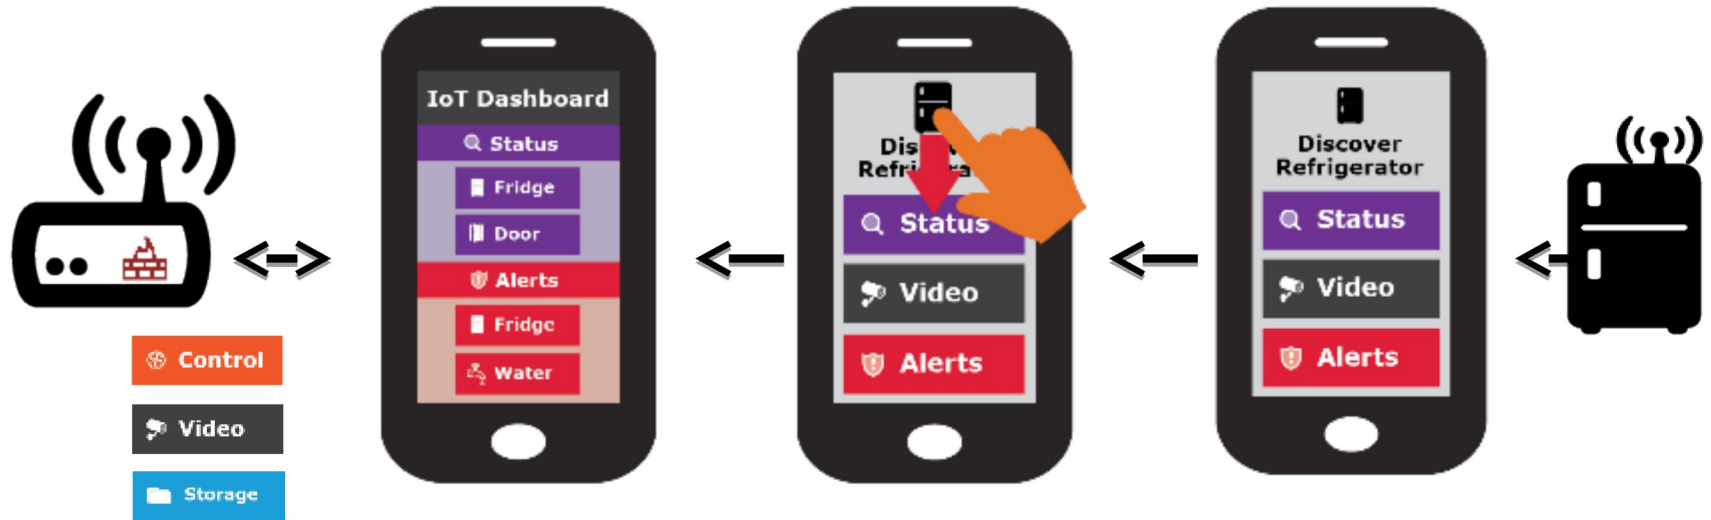 Control
Video
Storage
IoT Dashboard
Status
Fridge
Door
Alerts
Fridge
Water
Status
Video
Alerts
Discover
Refrigerator
Status
Video
Alerts